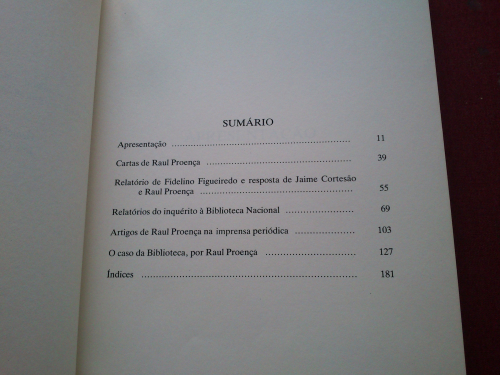 SUMÁRIO
Apresentação ........................................................ 11
Cartas de Raul Proença ............................................. 39
Relatório de Fidelino Figueiredo e resposta de Jaime Cortesão
e Raul Proença ................................................ 55
Relatórios do inquérito à Biblioteca Nacional ....................... 69
Artigos de Raul Proença na imprensa periódica .................... 103
O caso da Biblioteca, por Raul Proença ............................ 127
Índices ................................................................ 181